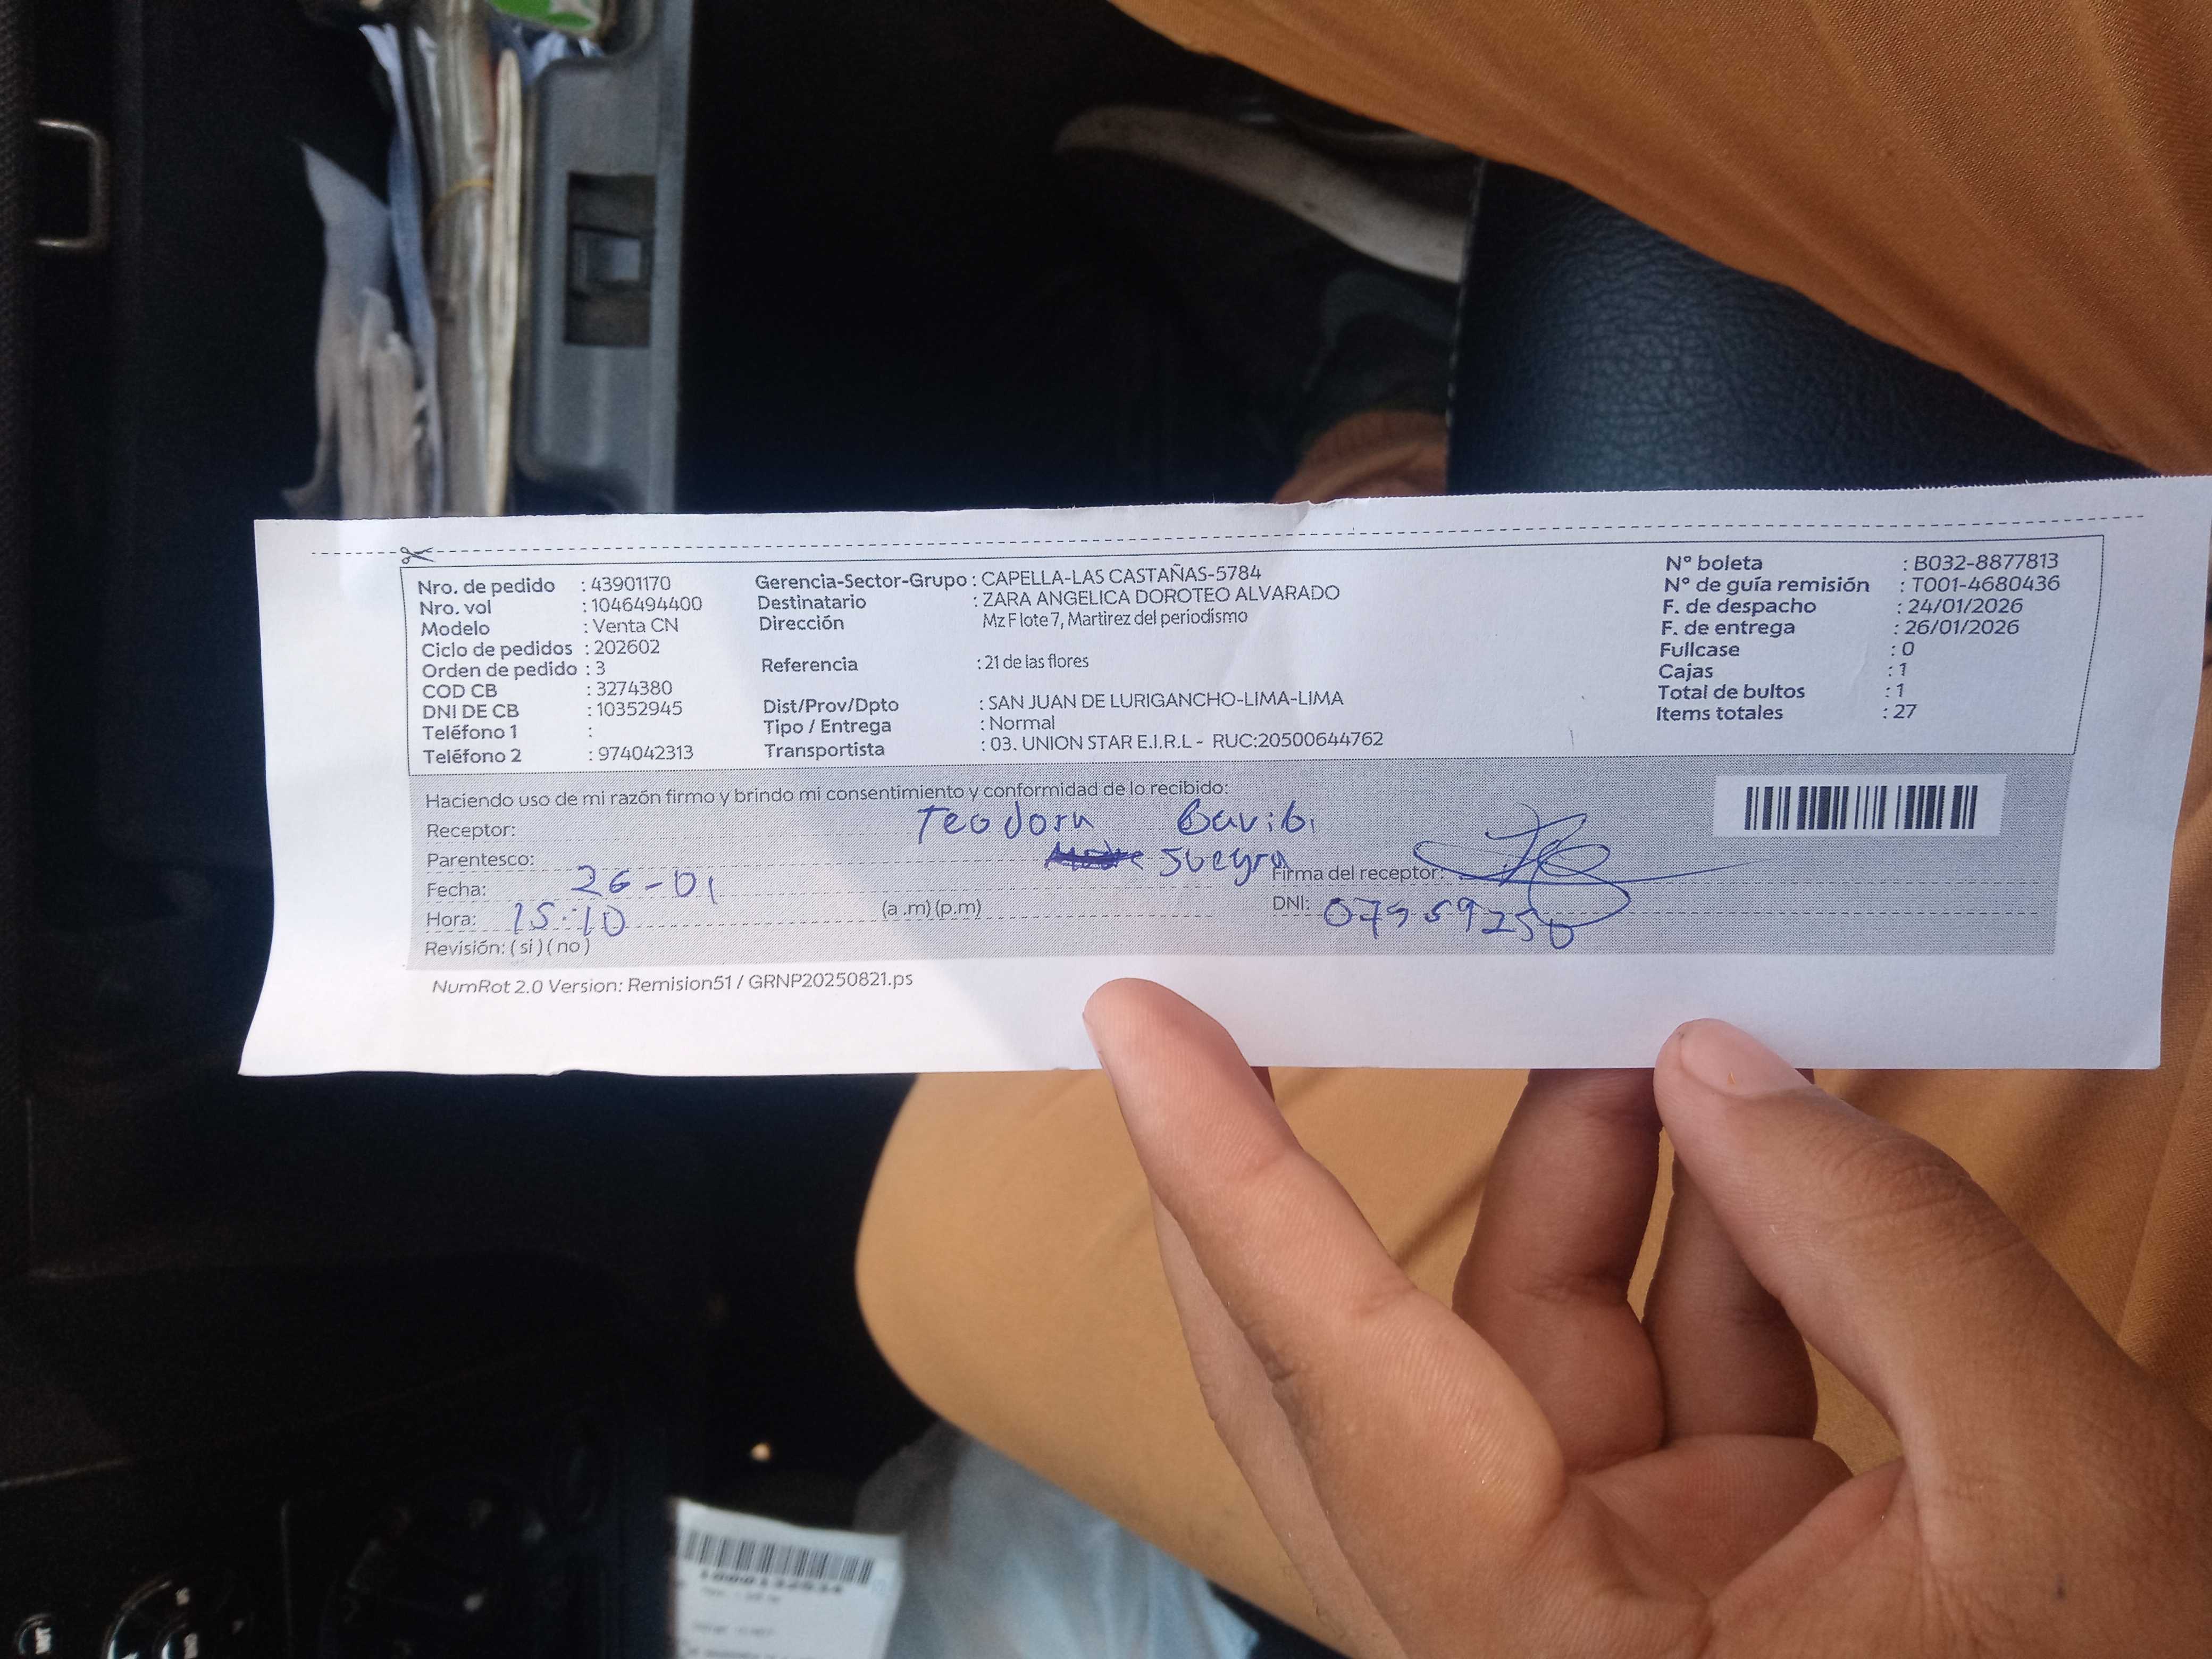 Nro. de pedido : 43901170
Nro. vol : 1046494400
Modelo : Venta CN
Ciclo de pedidos : 202602
Orden de pedido : 3
COD CB : 3274380
DNI DE CB : 10352945
Teléfono 1 :
Teléfono 2 : 974042313
Gerencia-Sector-Grupo : CAPELLA-LAS CASTAÑAS-5784
Destinatario : ZARA ANGELICA DOROTEO ALVARADO
Dirección Mz F lote 7, Martirez del periodismo
Referencia : 21 de las flores
Dist/Prov/Dpto : SAN JUAN DE LURIGANCHO-LIMA-LIMA
Tipo / Entrega : Normal
Transportista : 03. UNION STAR E.I.R.L - RUC:20500644762
Nº boleta : B032-8877813
Nº de guía remisión : T001-4680436
F. de despacho : 24/01/2026
F. de entrega : 26/01/2026
Fullcase : 0
Cajas : 1
Total de bultos : 1
Items totales : 27
Haciendo uso de mi razón firmo y brindo mi consentimiento y conformidad de lo recibido:
Receptor: Teodora
Parentesco: suegra
Fecha: 26-01
Hora: 15:10 (a .m) (p.m)
Revisión: ( si ) ( no )
Firma del receptor:
DNI:
NumRot 2.0 Version: Remision51 / GRNP20250821.ps